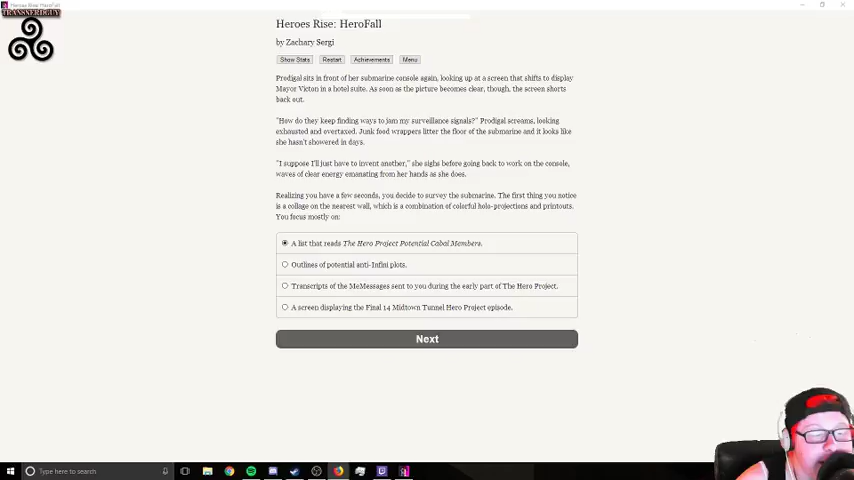 Heroes Rise: HeroFall
TRANSNERDGUY
Heroes Rise: HeroFall
by Zachary Sergi
Show Stats
Restart
Achievements
Menu
Prodigal sits in front of her submarine console again, looking up at a screen that shifts to display
Mayor Victon in a hotel suite. As soon as the picture becomes clear, though, the screen shorts
back out.
"How do they keep finding ways to jam my surveillance signals?" Prodigal screams, looking
exhausted and overtaxed. Junk food wrappers litter the floor of the submarine and it looks like
she hasn't showered in days.
"I suppose I'll just have to invent another," she sighs before going back to work on the console,
waves of clear energy emanating from her hands as she does.
Realizing you have a few seconds, you decide to survey the submarine. The first thing you notice
is a collage on the nearest wall, which is a combination of colorful holo-projections and printouts.
You focus mostly on:
A list that reads The Hero Project Potential Cabal Members.
Outlines of potential anti-Infini plots.
Transcripts of the MeMessages sent to you during the early part of The Hero Project.
A screen displaying the Final 14 Midtown Tunnel Hero Project episode.
Next
Type here to search